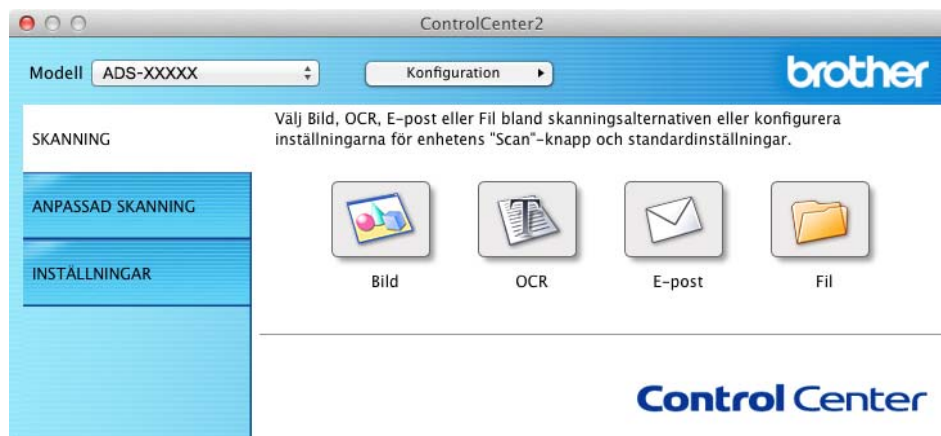 ControlCenter2
Modell ADS-XXXXX Konfiguration brother
SKANNING
Välj Bild, OCR, E-post eller Fil bland skanningsalternativen eller konfigurera
inställningarna för enhetens "Scan"-knapp och standardinställningar.
ANPASSAD SKANNING
INSTÄLLNINGAR
Bild OCR E-post Fil
Control Center